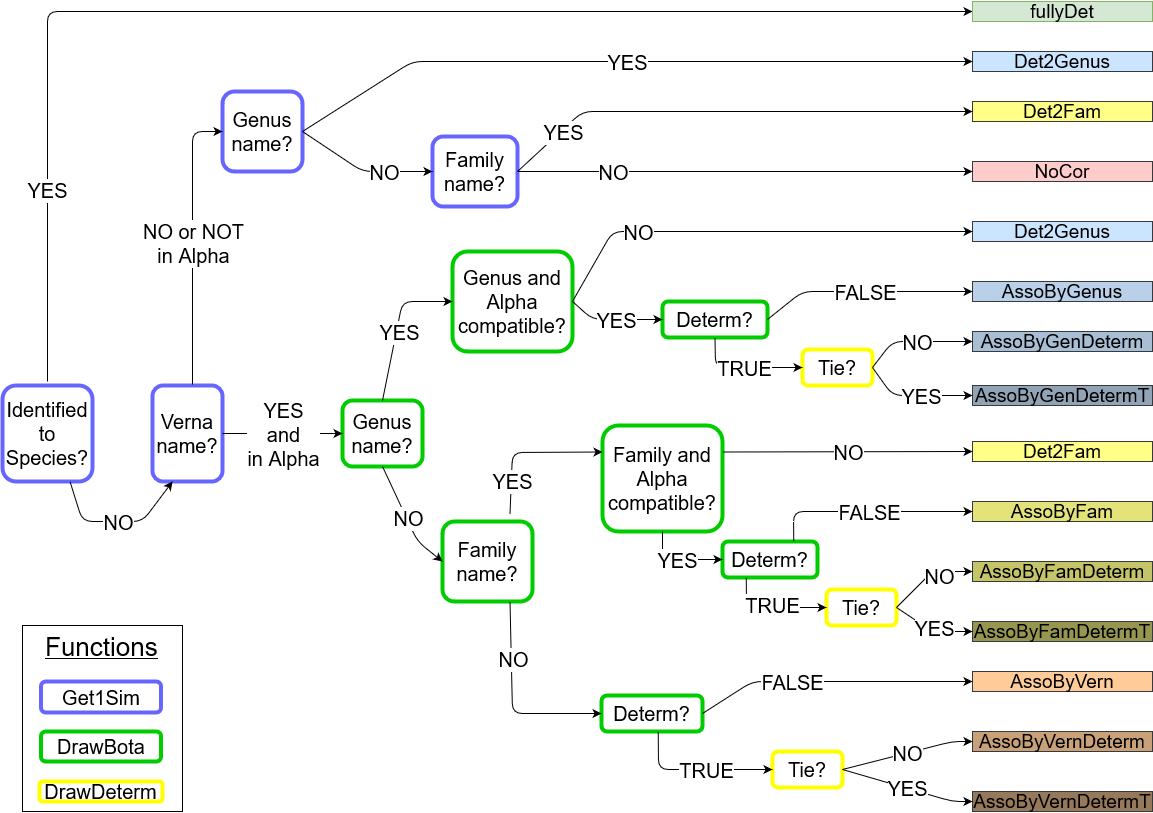 fullyDet
YES
Det2Genus
Genus
name?
YES
Det2Fam
NO
Family
name?
NO
NoCor
YES
NO or NOT
in Alpha
NO
Det2Genus
Genus and
Alpha
compatible?
FALSE
AssoByGenus
YES
YES
Determ?
NO
AssoByGenDeterm
TRUE
Tie?
YES
AssoByGenDetermT
Identified
to
Species?
Verna
name?
YES
and
in Alpha
Genus
name?
Family and
Alpha
compatible?
NO
Det2Fam
YES
NO
NO
FALSE
AssoByFam
Family
name?
YES
Determ?
NO
AssoByFamDeterm
TRUE
Tie?
YES
AssoByFamDetermT
Functions
Get1Sim
DrawBota
DrawDeterm
NO
FALSE
AssoByVern
Determ?
NO
AssoByVernDeterm
TRUE
Tie?
YES
AssoByVernDetermT